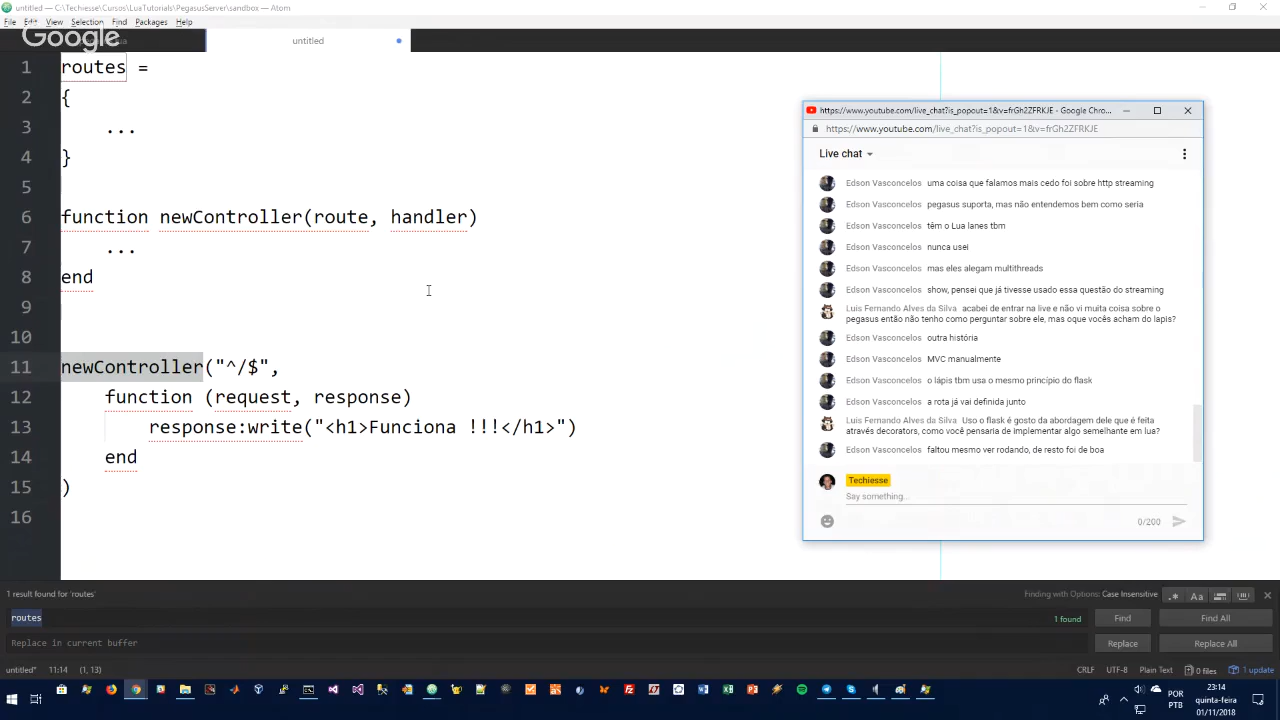 untitled — C:\Techiesse\Cursos\LuaTutorials\PegasusServer\sandbox — Atom
File Edit View Selection Find Packages Help
Google
untitled
1 routes =
2 {
3 ...
4 }
5
6 function newController(route, handler)
7 ...
8 end
9
10
11 newController("^/$",
12 function (request, response)
13 response:write("<h1>Funciona !!!</h1>")
14 end
15 )
16
https://www.youtube.com/live_chat?is_popout=1&v=frGh2ZFRKJE - Google Chro...
https://www.youtube.com/live_chat?is_popout=1&v=frGh2ZFRKJE
Live chat
Edson Vasconcelos uma coisa que falamos mais cedo foi sobre http streaming
Edson Vasconcelos pegasus suporta, mas não entendemos bem como seria
Edson Vasconcelos têm o Lua lanes tbm
Edson Vasconcelos nunca usei
Edson Vasconcelos mas eles alegam multithreads
Edson Vasconcelos show, pensei que já tivesse usado essa questão do streaming
Luis Fernando Alves da Silva acabei de entrar na live e não vi muita coisa sobre o
pegasus então não tenho como perguntar sobre ele, mas oque vocês acham do lapis?
Edson Vasconcelos outra história
Edson Vasconcelos MVC manualmente
Edson Vasconcelos o lápis tbm usa o mesmo princípio do flask
Edson Vasconcelos a rota já vai definida junto
Luis Fernando Alves da Silva Uso o flask é gosto da abordagem dele que é feita
através decorators, como você pensaria de implementar algo semelhante em lua?
Edson Vasconcelos faltou mesmo ver rodando, de resto foi de boa
Techiesse
Say something...
0/200
1 result found for 'routes'
Finding with Options: Case Insensitive
.* Aa
routes
1 found
Find
Find All
Replace in current buffer
Replace
Replace All
untitled* 11:14 (1, 13)
CRLF UTF-8 Plain Text 0 files 1 update
POR
PTB
23:14
quinta-feira
01/11/2018